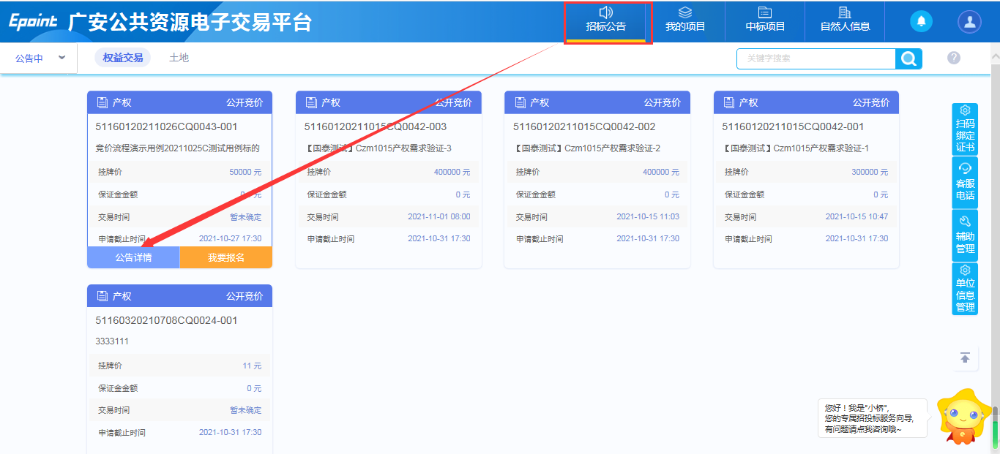 Epoint 广安公共资源电子交易平台
招标公告
我的项目
中标项目
自然人信息
公告中
权益交易
土地
关键字搜索
?
产权 公开竞价
51160120211026CQ0043-001
竞价流程演示用例20211025C测试用例标的
挂牌价 50000 元
保证金金额 0 元
交易时间 暂未确定
申请截止时间 2021-10-27 17:30
公告详情 我要报名
产权 公开竞价
51160120211015CQ0042-003
【国泰测试】Czm1015产权需求验证-3
挂牌价 400000 元
保证金金额 0 元
交易时间 2021-11-01 08:00
申请截止时间 2021-10-31 17:30
产权 公开竞价
51160120211015CQ0042-002
【国泰测试】Czm1015产权需求验证-2
挂牌价 400000 元
保证金金额 0 元
交易时间 2021-10-15 11:03
申请截止时间 2021-10-31 17:30
产权 公开竞价
51160120211015CQ0042-001
【国泰测试】Czm1015产权需求验证-1
挂牌价 300000 元
保证金金额 0 元
交易时间 2021-10-15 10:47
申请截止时间 2021-10-31 17:30
产权 公开竞价
51160320210708CQ0024-001
3333111
挂牌价 11 元
保证金金额 0 元
交易时间 暂未确定
申请截止时间 2021-10-31 17:30
扫码
绑定
证书
客服
电话
辅助
管理
单位
信息
管理
您好！我是"小桥",
您的专属招投标服务向导,
有问题请点我咨询哦~